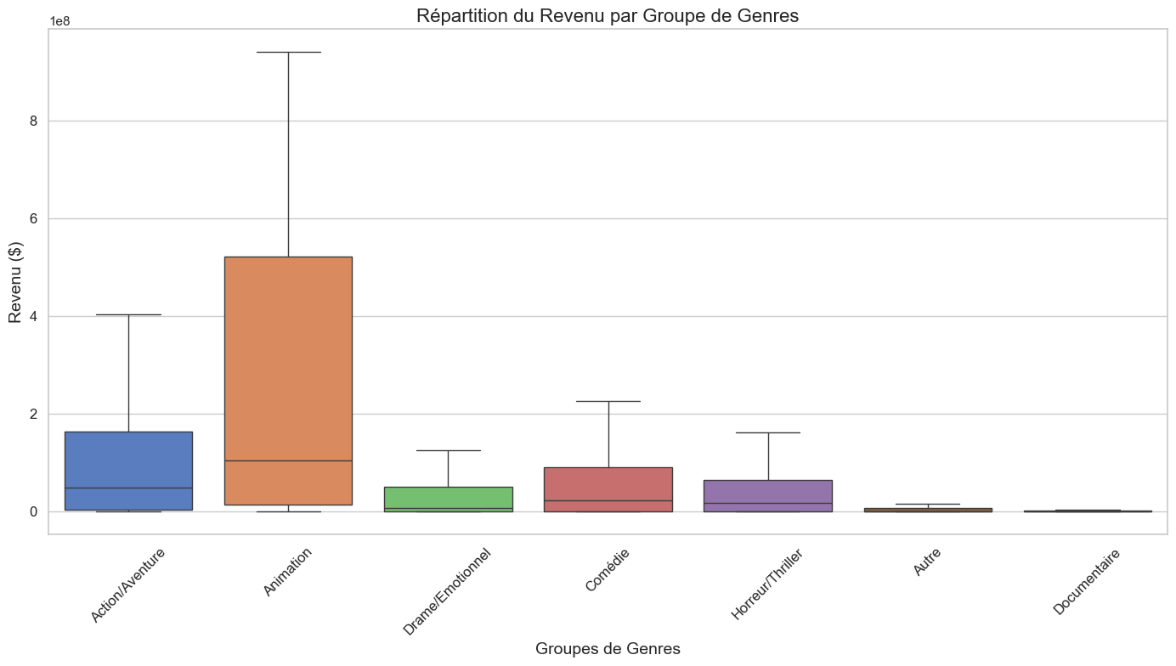 Répartition du Revenu par Groupe de Genres
1e8
8
6
4
2
0
Revenu ($)
Action/Aventure
Animation
Drame/Emotionnel
Comédie
Horreur/Thriller
Autre
Documentaire
Groupes de Genres